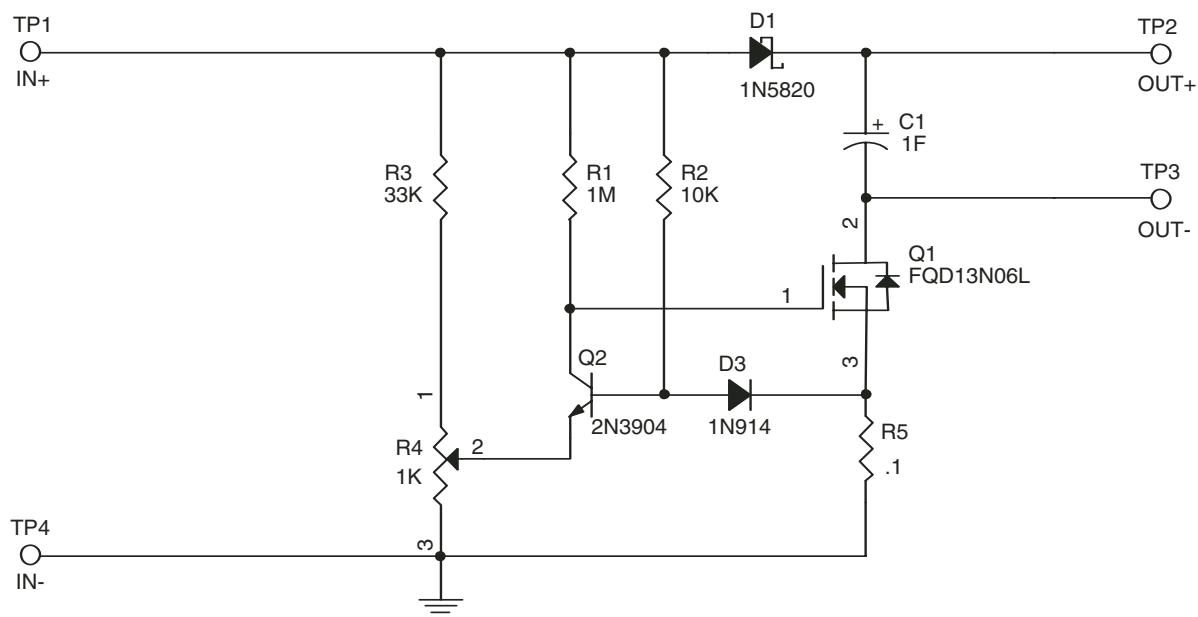 TP1
IN+
D1
1N5820
TP2
OUT+
C1
+
1F
R3
33K
R1
1M
R2
10K
TP3
OUT-
2
Q1
FQD13N06L
1
Q2
2N3904
D3
1N914
3
1
R4
1K
2
R5
.1
TP4
IN-
3